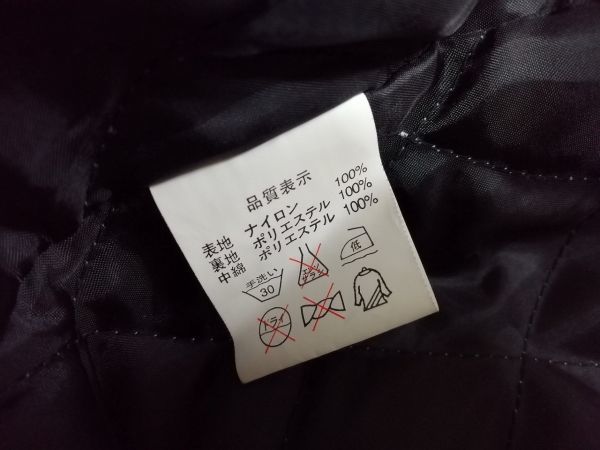 品質表示
表地 ナイロン 100%
裏地 ポリエステル 100%
中綿 ポリエステル 100%
手洗い 30 エンソサラシ 低
ドライ